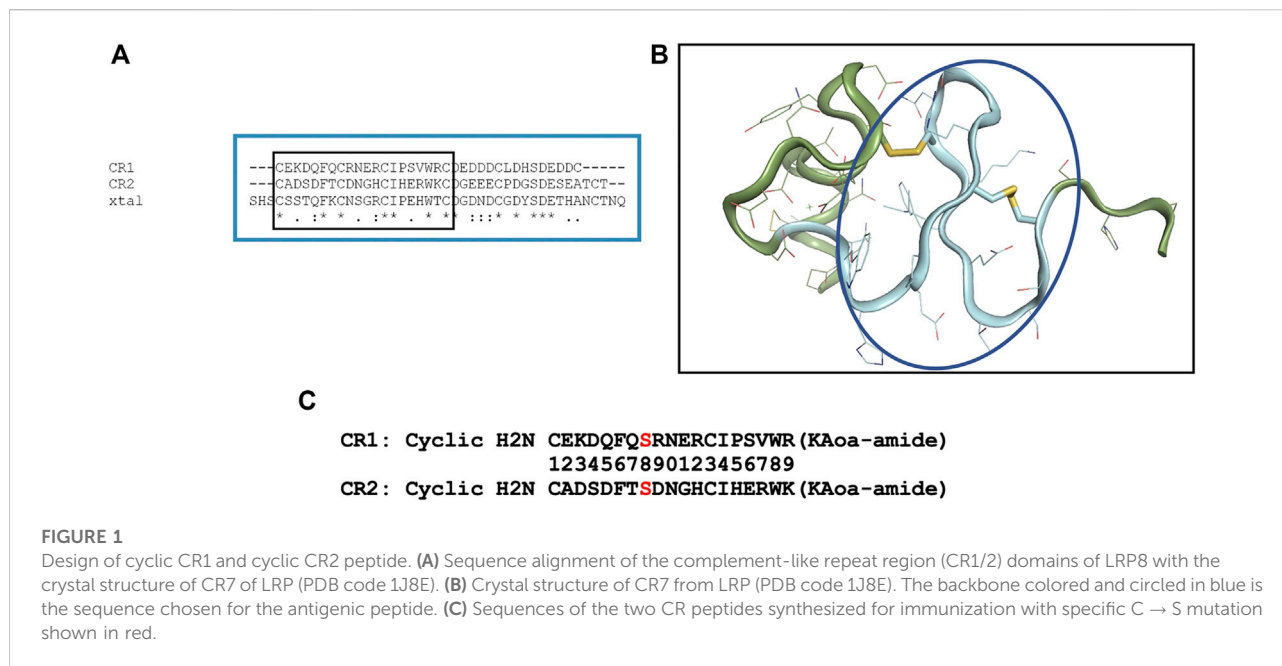 A
B
CR1 ---CEKDQFQCRNERCIPSVWRCDEDDDCLDHSDEDDC-----
CR2 ---CADSDFTCDNGHCIHERWKCDGEEECPDGSDESEATCT--
xtal SHSCSSTQFKCNSGRCIPEHWTCDGDNDCGDYSDETHANCTNQ
* . :* * . :** . * ** ::: * *** ..
C
CR1: Cyclic H2N CEKDQFQSRNERCIPSVWR(KAoa-amide)
1234567890123456789
CR2: Cyclic H2N CADSDFTSDNGHCIHERWK(KAoa-amide)
FIGURE 1
Design of cyclic CR1 and cyclic CR2 peptide. (A) Sequence alignment of the complement-like repeat region (CR1/2) domains of LRP8 with the
crystal structure of CR7 of LRP (PDB code 1J8E). (B) Crystal structure of CR7 from LRP (PDB code 1J8E). The backbone colored and circled in blue is
the sequence chosen for the antigenic peptide. (C) Sequences of the two CR peptides synthesized for immunization with specific C → S mutation
shown in red.